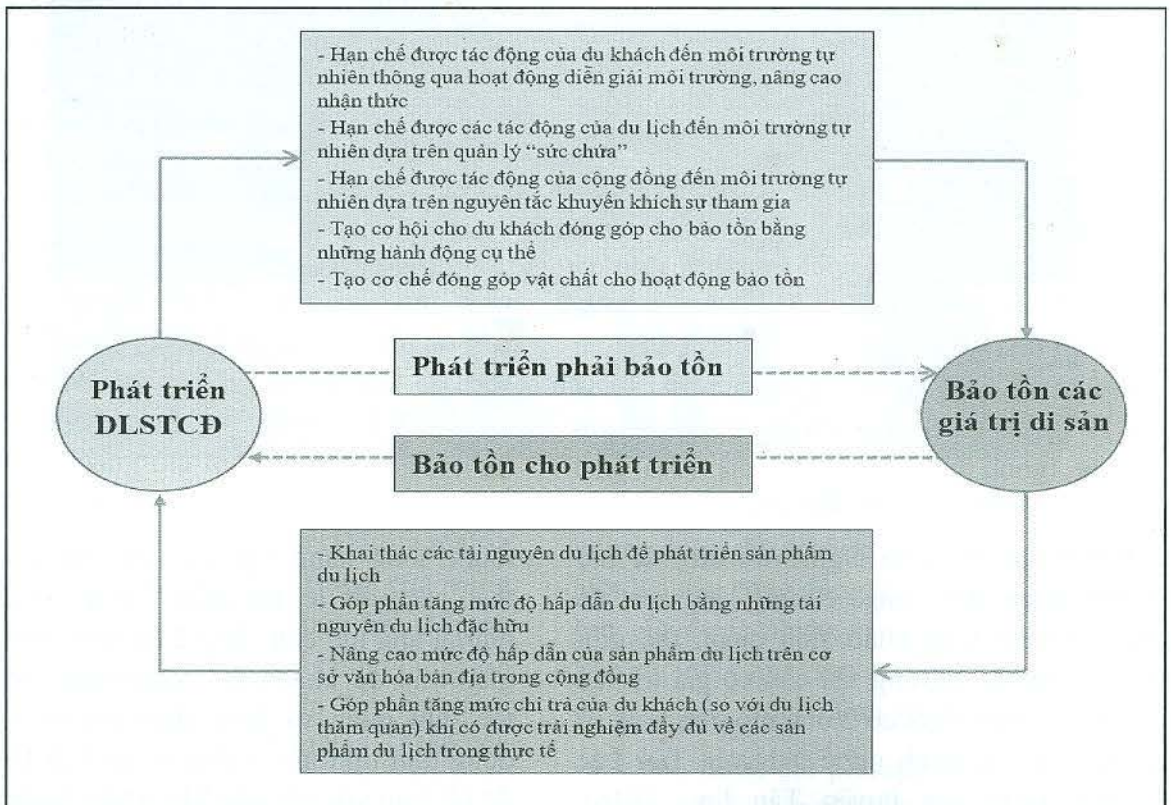 - Hạn chế được tác động của du khách đến môi trường tự
nhiên thông qua hoạt động diễn giải môi trường, nâng cao
nhận thức
- Hạn chế được các tác động của du lịch đến môi trường tự
nhiên dựa trên quản lý “sức chứa”
- Hạn chế được tác động của cộng đồng đến môi trường tự
nhiên dựa trên nguyên tắc khuyến khích sự tham gia
- Tạo cơ hội cho du khách đóng góp cho bảo tồn bằng
những hành động cụ thể
- Tạo cơ chế đóng góp vật chất cho hoạt động bảo tồn
Phát triển
DLSTCĐ
Phát triển phải bảo tồn
Bảo tồn cho phát triển
Bảo tồn các
giá trị di sản
- Khai thác các tài nguyên du lịch để phát triển sản phẩm
du lịch
- Góp phần tăng mức độ hấp dẫn du lịch bằng những tài
nguyên du lịch đặc hữu
- Nâng cao mức độ hấp dẫn của sản phẩm du lịch trên cơ
sở văn hóa bản địa trong cộng đồng
- Góp phần tăng mức chi trả của du khách (so với du lịch
thăm quan) khi có được trải nghiệm đầy đủ về các sản
phẩm du lịch trong thực tế